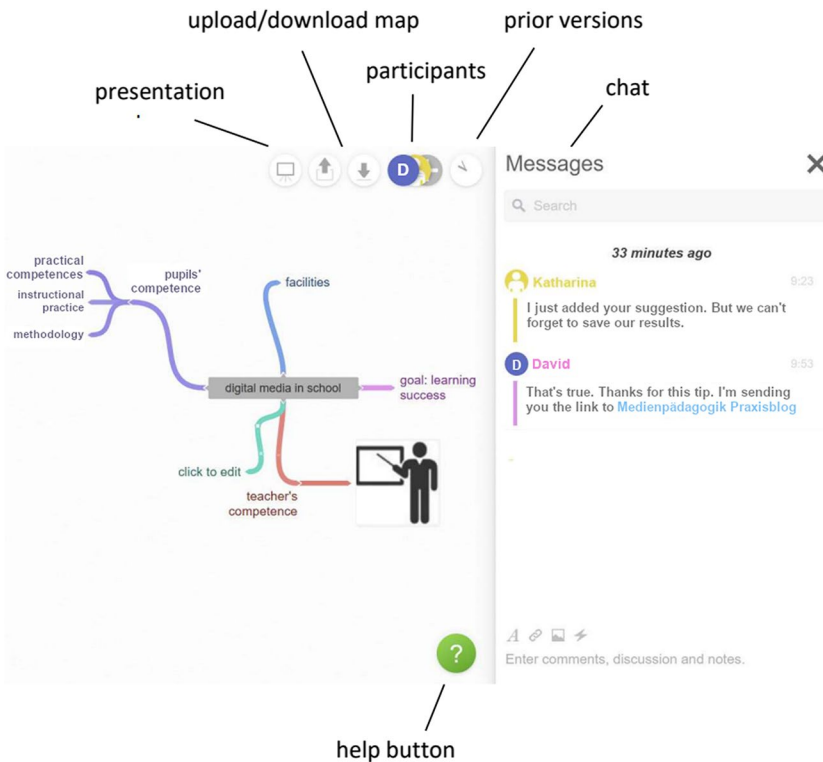 upload/download map
prior versions
participants
presentation
chat
D
Messages
Search
33 minutes ago
Katharina 9:23
I just added your suggestion. But we can't
forget to save our results.
D David 9:53
That's true. Thanks for this tip. I'm sending
you the link to Medienpädagogik Praxisblog
practical
competences
instructional
practice
methodology
pupils'
competence
facilities
digital media in school
goal: learning
success
click to edit
teacher's
competence
A
Enter comments, discussion and notes.
?
help button